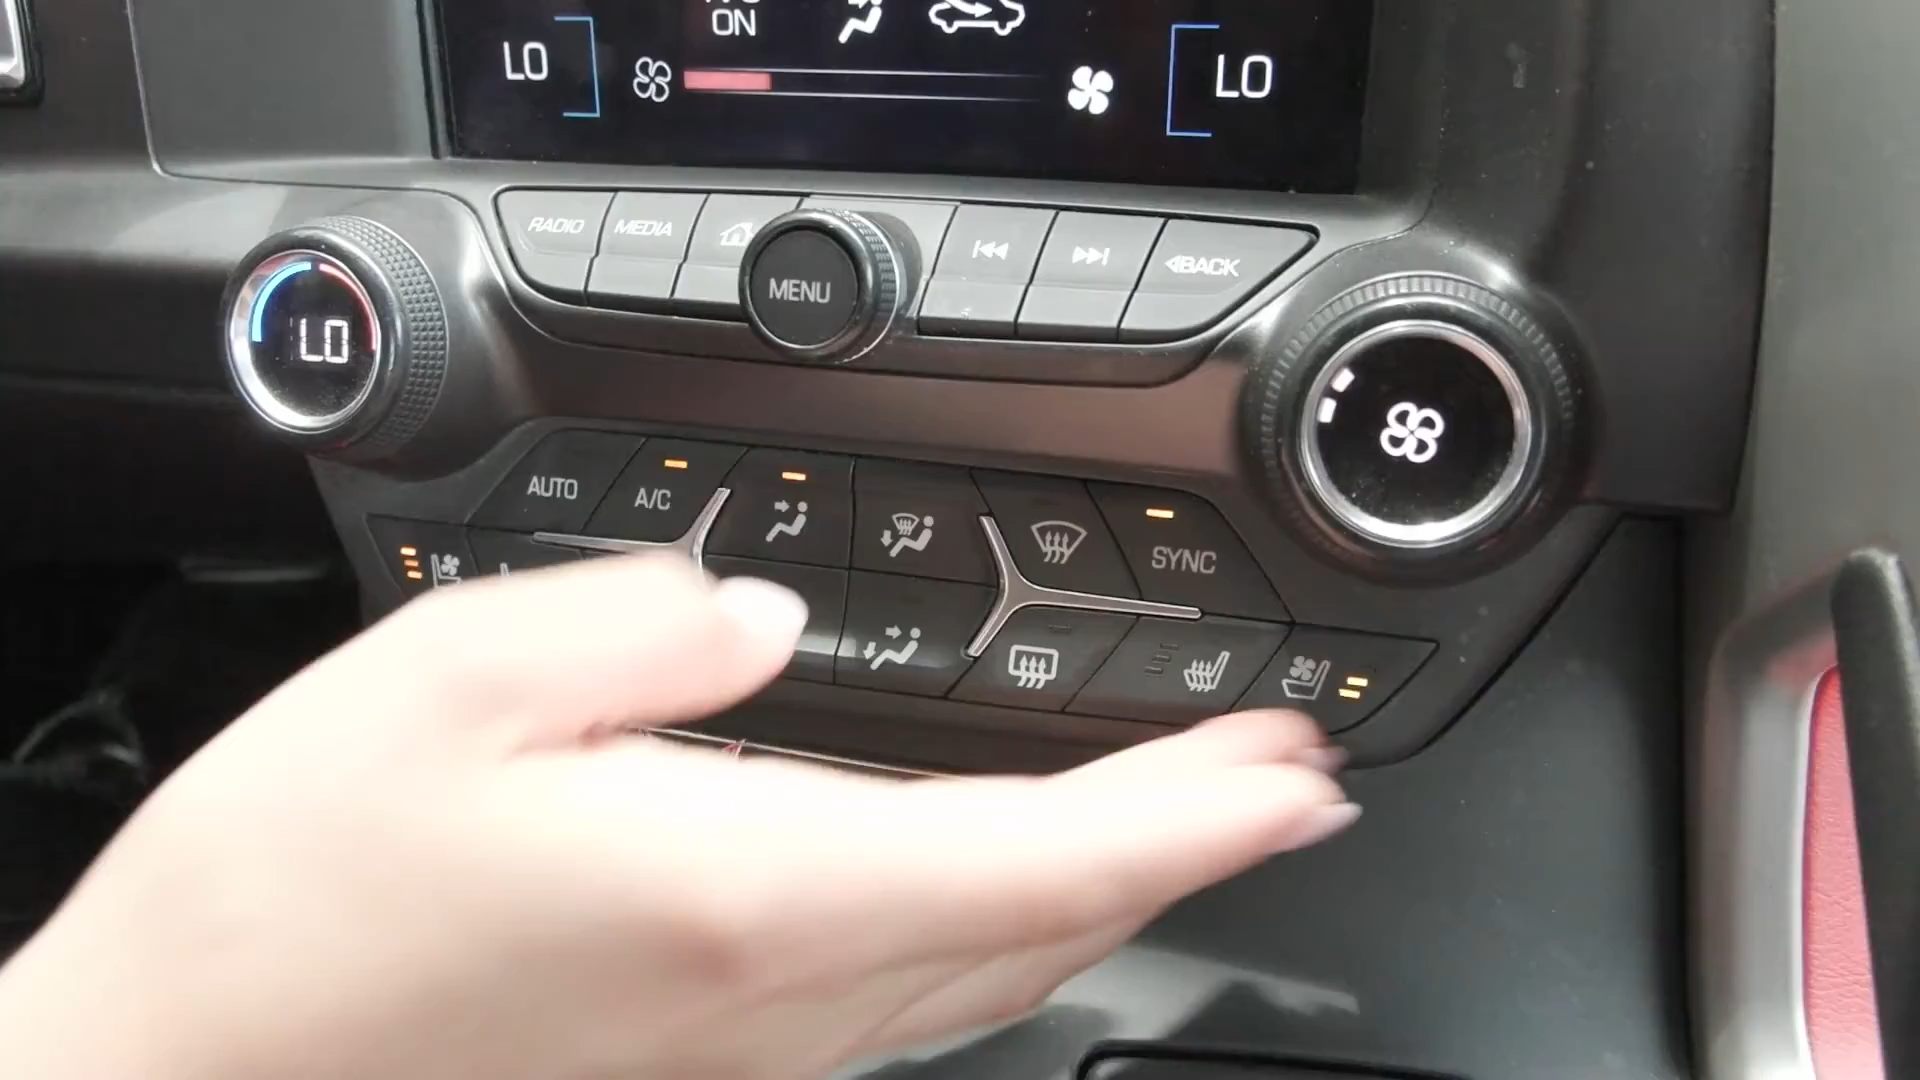 ON
LO
LO
RADIO
MEDIA
MENU
BACK
LO
AUTO
A/C
SYNC